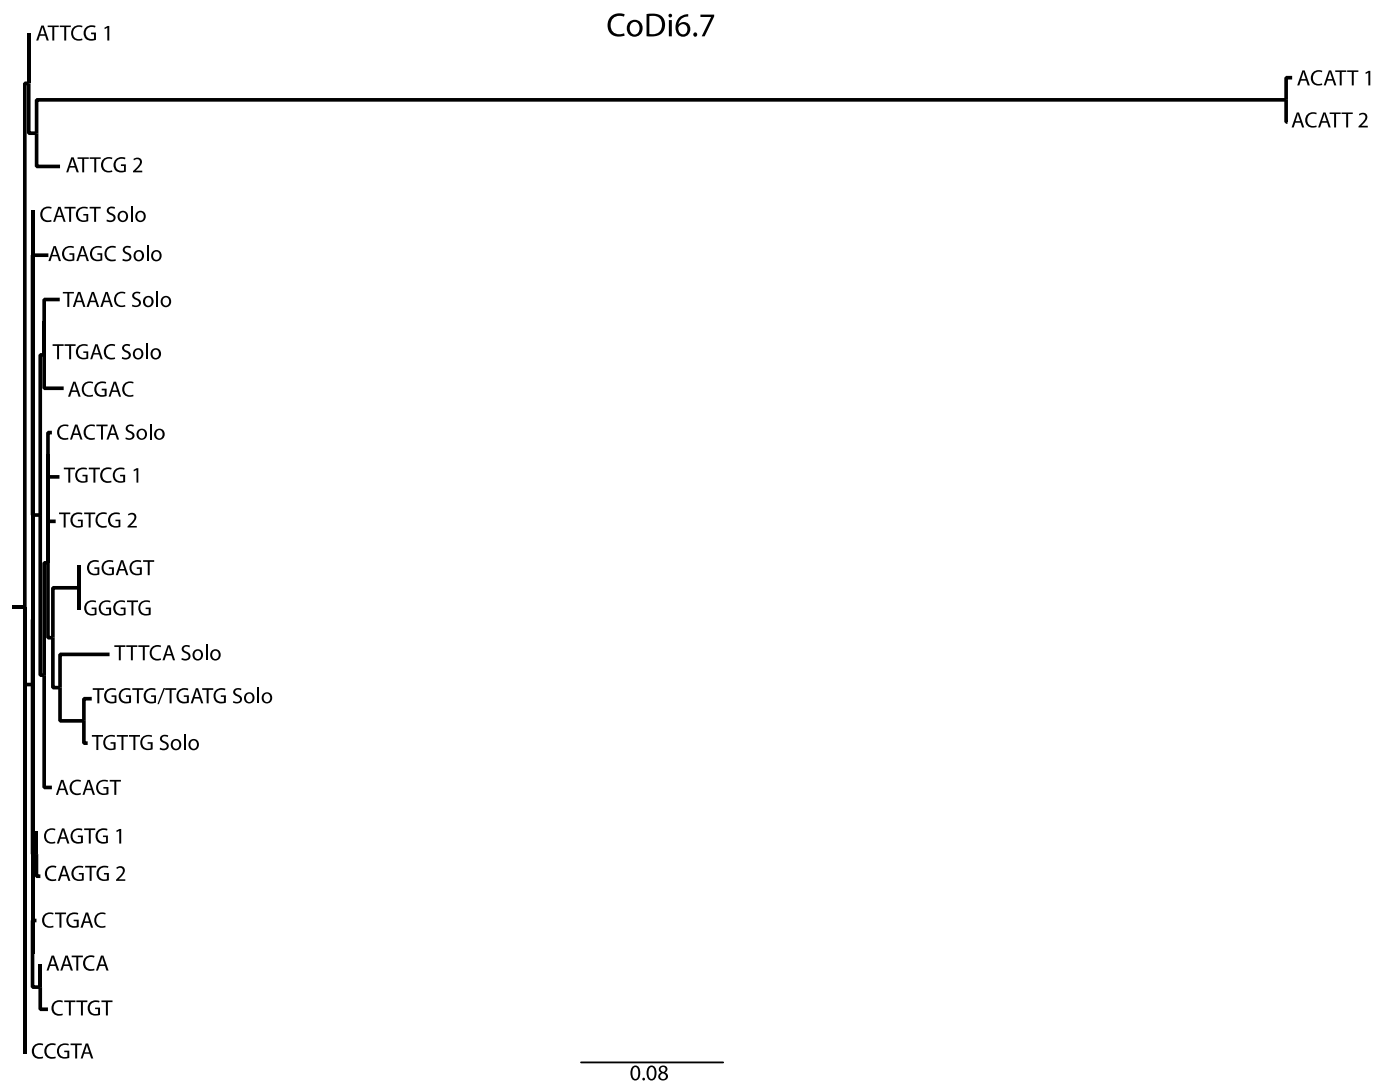 CoDi6.7
ATTCG 1
ACATT 1
ACATT 2
ATTCG 2
CATGT Solo
AGAGC Solo
TAAAC Solo
TTGAC Solo
ACGAC
CACTA Solo
TGTCG 1
TGTCG 2
GGAGT
GGGTG
TTTCA Solo
TGGTG/TGATG Solo
TGTTG Solo
ACAGT
CAGTG 1
CAGTG 2
CTGAC
AATCA
CTTGT
CCGTA
0.08